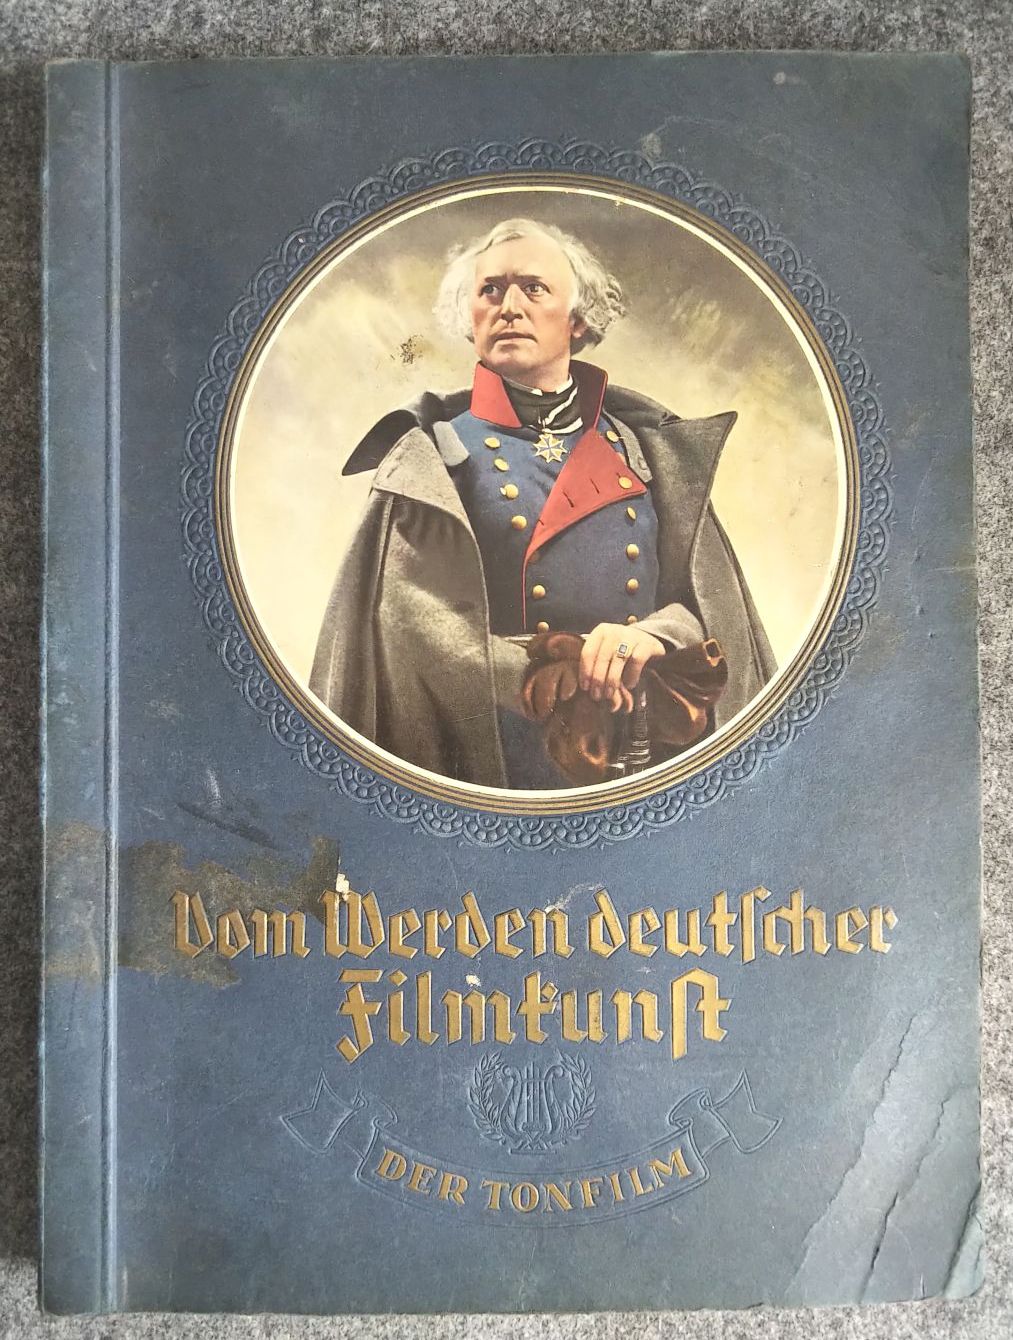 Vom Werden deutscher
Filmkunst
DER TONFILM